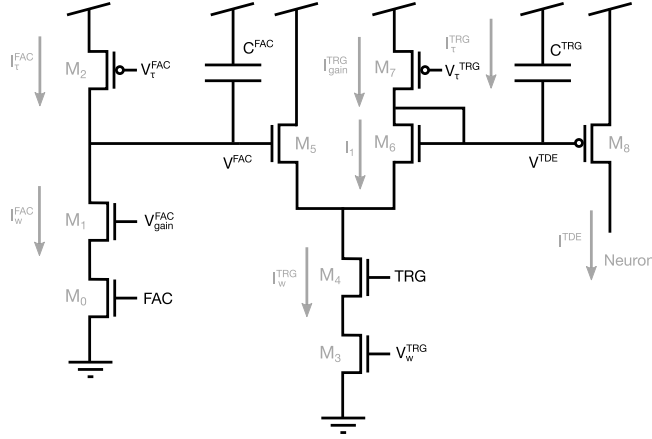 C^FAC
I_τ^TRG
C^TRG
I_τ^FAC
M_2
V_τ^FAC
I_gain^TRG
M_7
V_τ^TRG
M_5
I_1
M_6
M_8
V^FAC
V^TDE
I_w^FAC
M_1
V_gain^FAC
I^TDE
Neuron
M_0
FAC
I_w^TRG
M_4
TRG
M_3
V_w^TRG